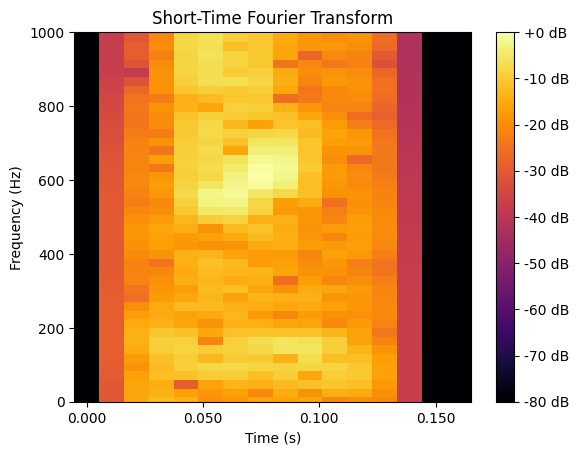 Short-Time Fourier Transform
1000
800
600
400
200
0
Frequency (Hz)
0.000
0.050
0.100
0.150
Time (s)
+0 dB
-10 dB
-20 dB
-30 dB
-40 dB
-50 dB
-60 dB
-70 dB
-80 dB